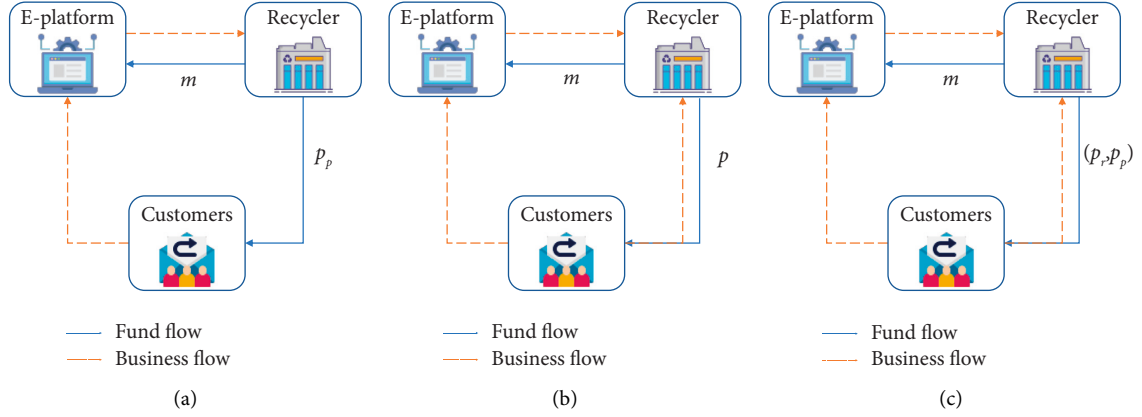 E-platform
Recycler
m
p_p
Customers
Fund flow
Business flow
(a)
E-platform
Recycler
m
p
Customers
Fund flow
Business flow
(b)
E-platform
Recycler
m
(p_r,p_p)
Customers
Fund flow
Business flow
(c)